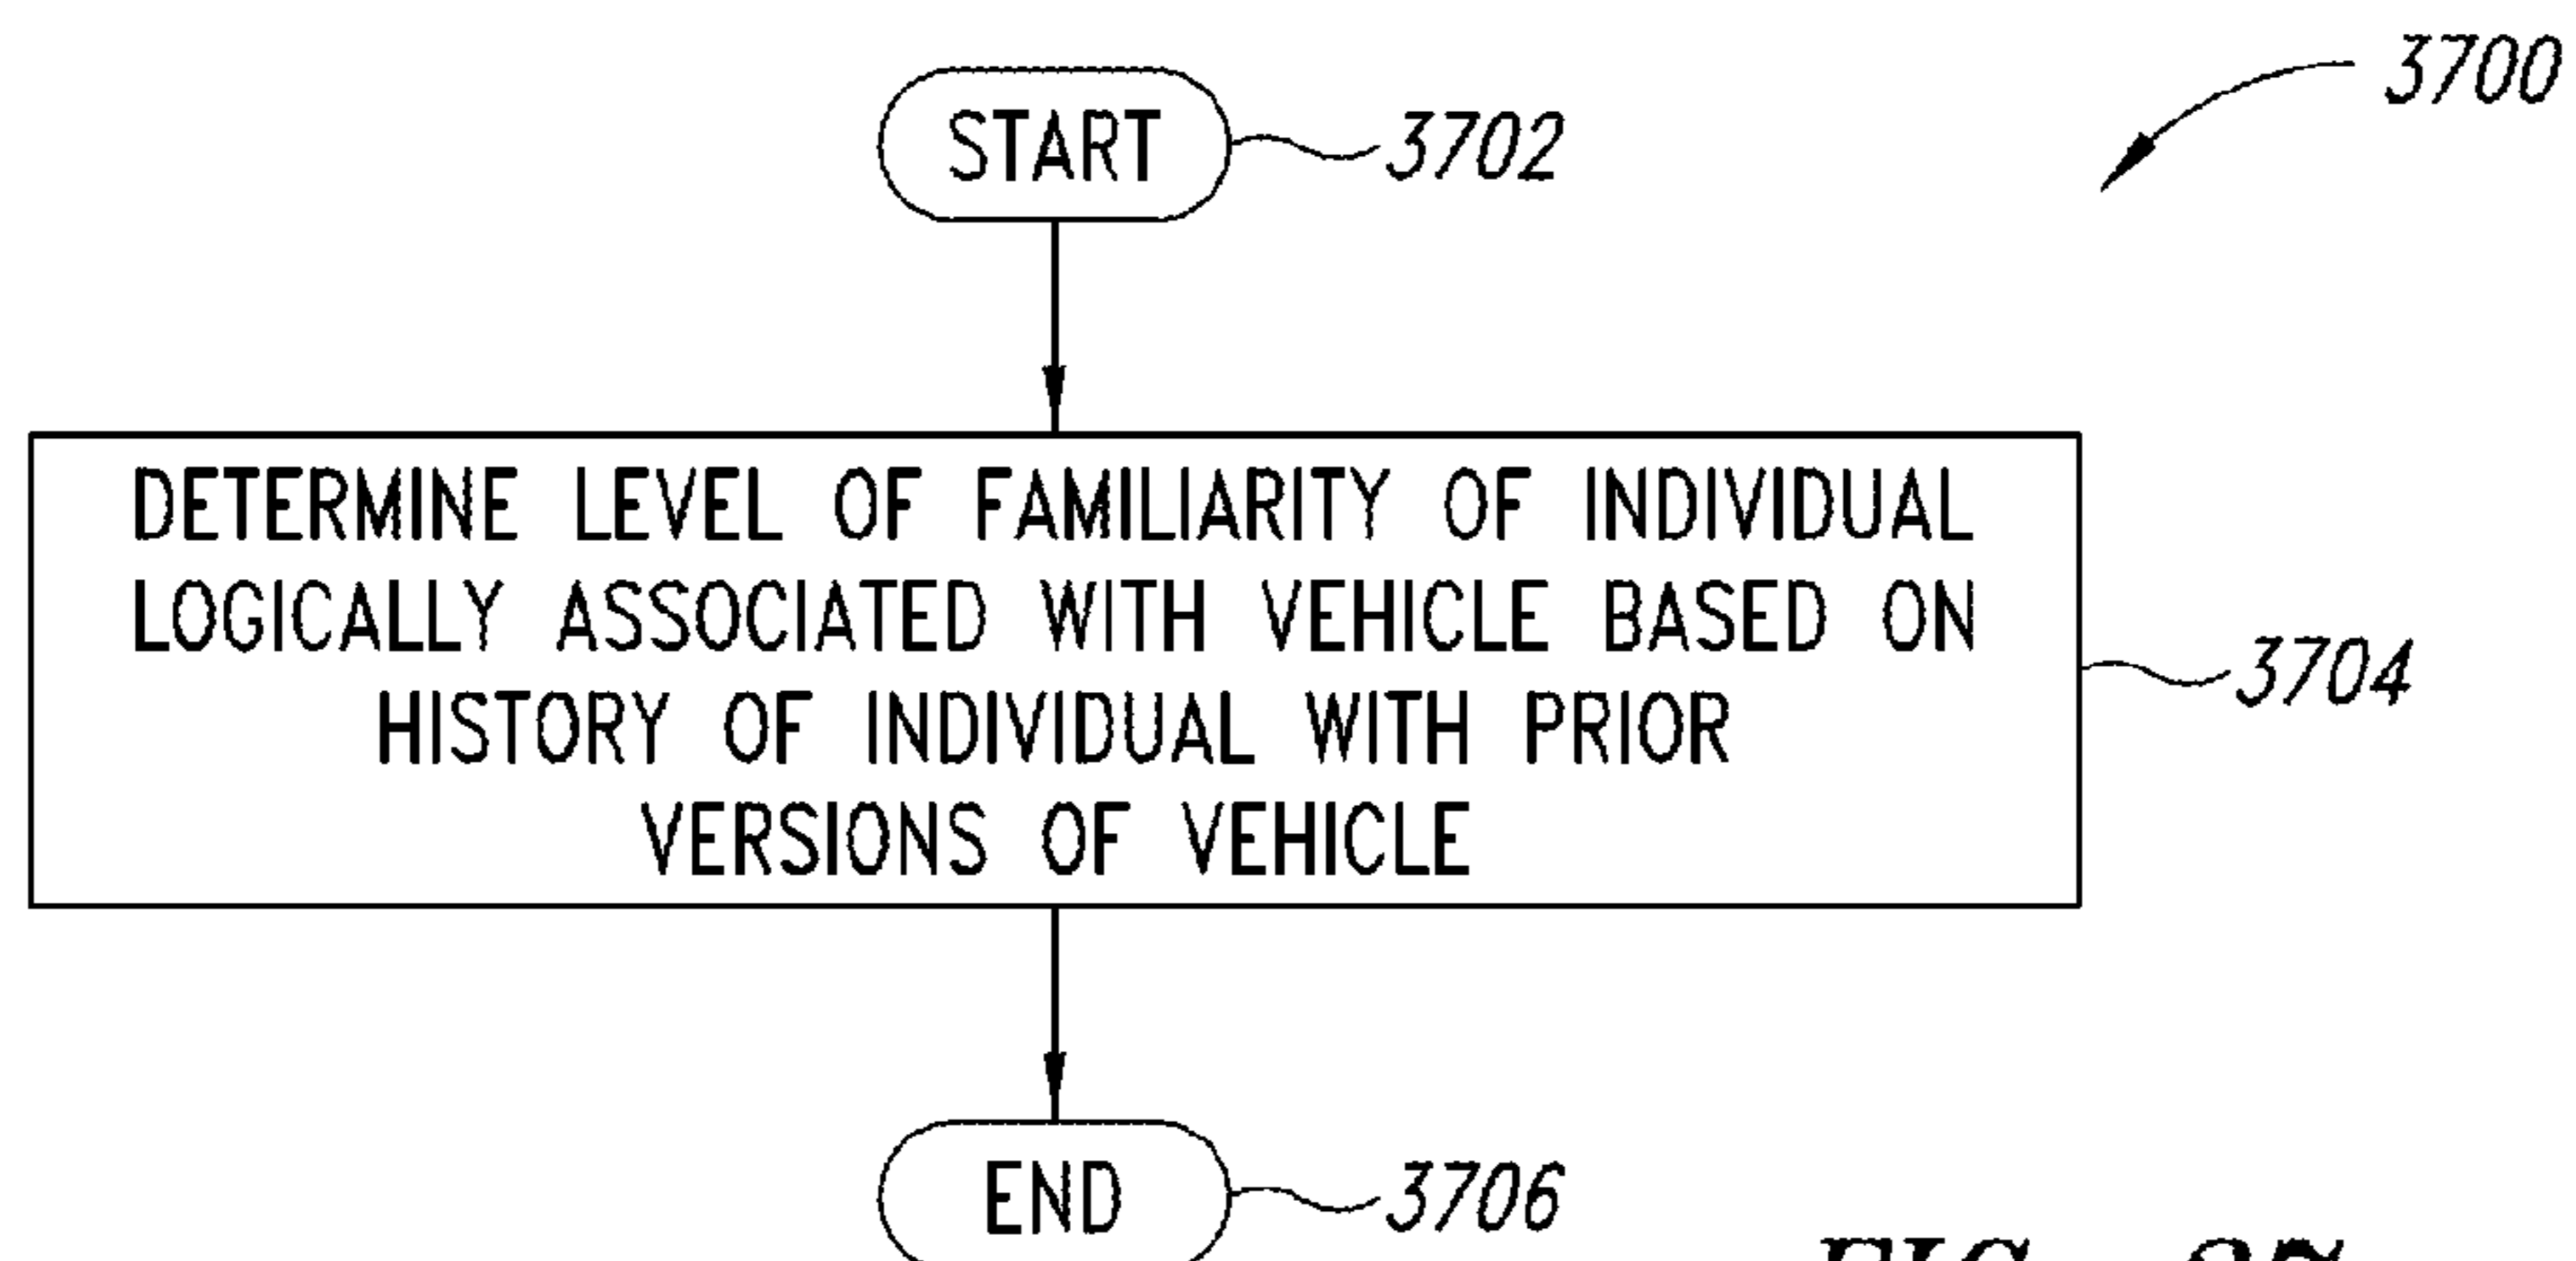 3700
START
3702
DETERMINE LEVEL OF FAMILIARITY OF INDIVIDUAL
LOGICALLY ASSOCIATED WITH VEHICLE BASED ON
HISTORY OF INDIVIDUAL WITH PRIOR
VERSIONS OF VEHICLE
3704
END
3706